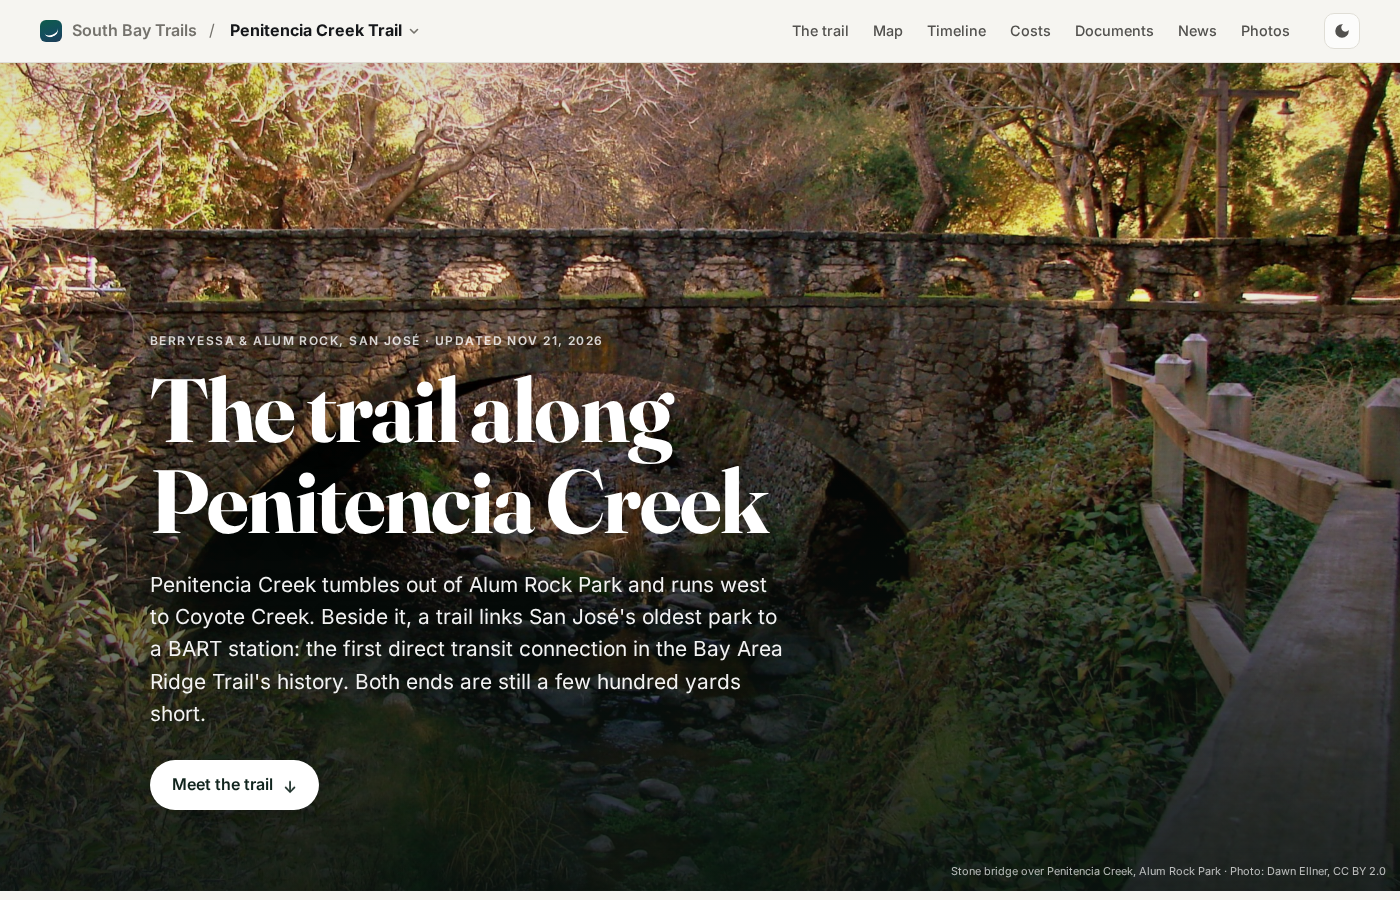 South Bay Trails / Penitencia Creek Trail
The trail Map Timeline Costs Documents News Photos
BERRYESSA & ALUM ROCK, SAN JOSÉ · UPDATED NOV 21, 2026
The trail along
Penitencia Creek
Penitencia Creek tumbles out of Alum Rock Park and runs west
to Coyote Creek. Beside it, a trail links San José's oldest park to
a BART station: the first direct transit connection in the Bay Area
Ridge Trail's history. Both ends are still a few hundred yards
short.
Meet the trail ↓
Stone bridge over Penitencia Creek, Alum Rock Park · Photo: Dawn Ellner, CC BY 2.0